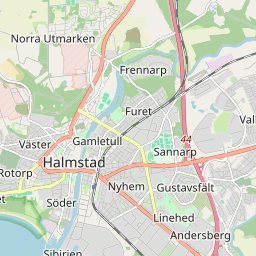 Norra Utmarken
Frennarp
Furet
44
Väster
Gamletull
Sannarp
Halmstad
Rotorp
Nyhem
Gustavsfält
Söder
Linehed
Andersberg